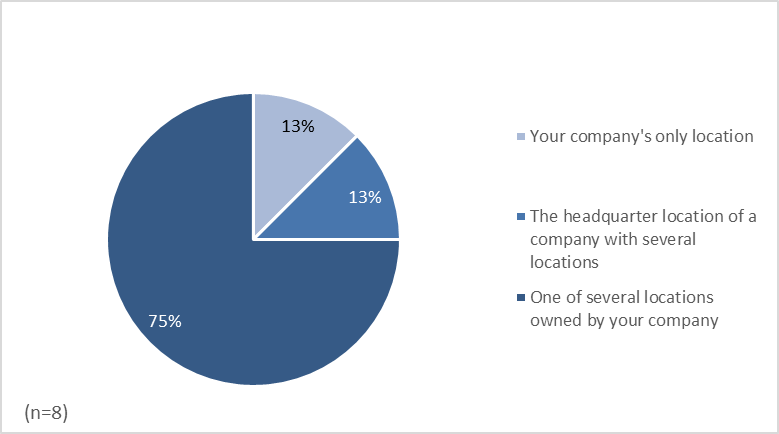 13%
13%
75%
Your company's only location
The headquarter location of a
company with several
locations
One of several locations
owned by your company
(n=8)